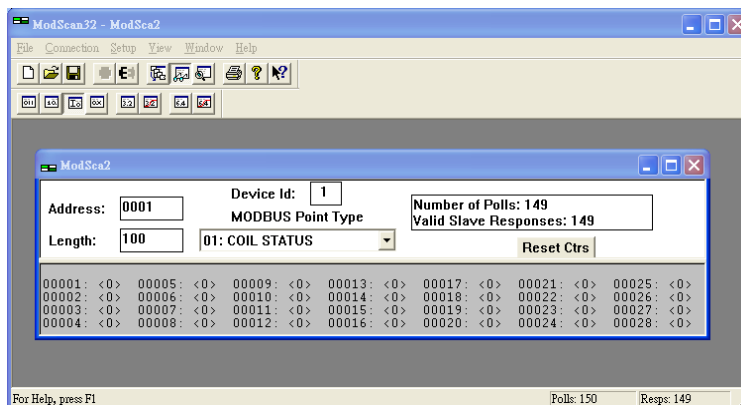 ModScan32 - ModSca2
File Connection Setup View Window Help
ModSca2
Address: 0001
Device Id: 1
MODBUS Point Type
Number of Polls: 149
Valid Slave Responses: 149
Length: 100
01: COIL STATUS
Reset Ctrs
00001: <0> 00005: <0> 00009: <0> 00013: <0> 00017: <0> 00021: <0> 00025: <0>
00002: <0> 00006: <0> 00010: <0> 00014: <0> 00018: <0> 00022: <0> 00026: <0>
00003: <0> 00007: <0> 00011: <0> 00015: <0> 00019: <0> 00023: <0> 00027: <0>
00004: <0> 00008: <0> 00012: <0> 00016: <0> 00020: <0> 00024: <0> 00028: <0>
For Help, press F1
Polls: 150
Resps: 149